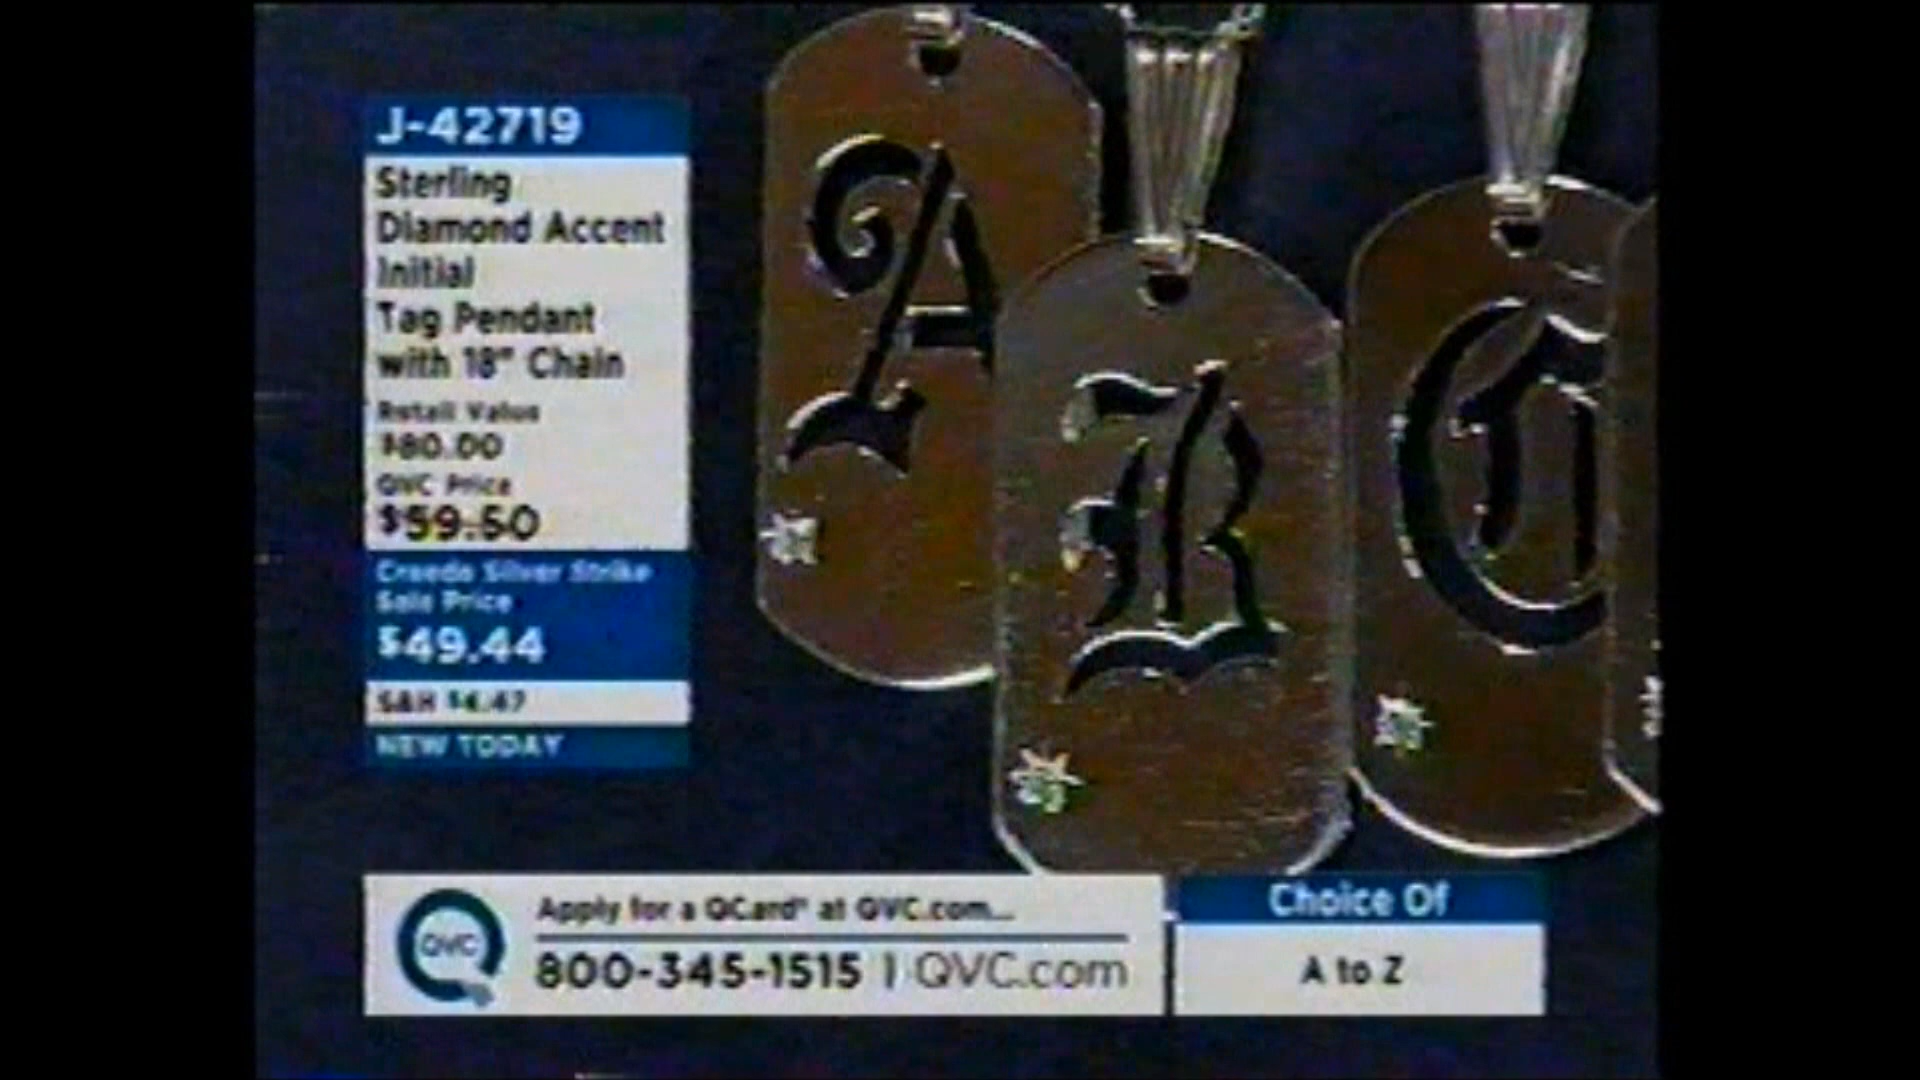 J-42719
Sterling
Diamond Accent
Initial
Tag Pendant
with 18" Chain
Retail Value
$80.00
QVC Price
$59.50
Creede Silver Strike
Sale Price
$49.44
S&H $4.47
NEW TODAY
A
B
C
QVC
Apply for a QCard® at QVC.com...
800-345-1515 | QVC.com
Choice Of
A to Z